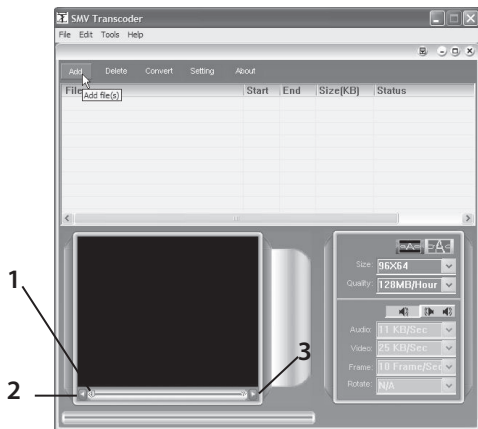 SMV Transcoder
File Edit Tools Help
Add Delete Convert Setting About
File Start End Size(KB) Status
Add file(s)
Size: 96X64
Quality: 128MB/Hour
Audio: 11 KB/Sec
Video: 25 KB/Sec
Frame: 10 Frame/Sec
Rotate: N/A
1
2
3